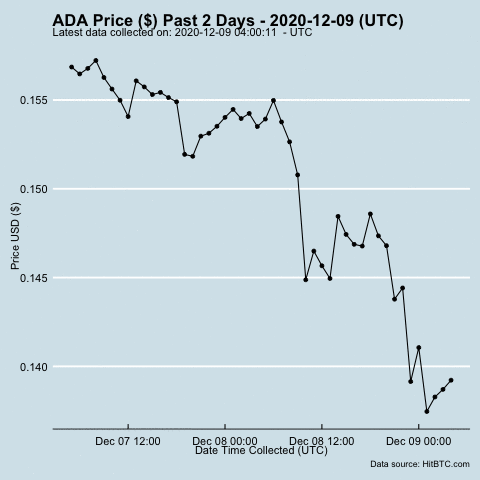 ADA Price ($) Past 2 Days - 2020-12-09 (UTC)
Latest data collected on: 2020-12-09 04:00:11 - UTC
0.155
0.150
0.145
0.140
Price USD ($)
Dec 07 12:00 Dec 08 00:00 Dec 08 12:00 Dec 09 00:00
Date Time Collected (UTC)
Data source: HitBTC.com